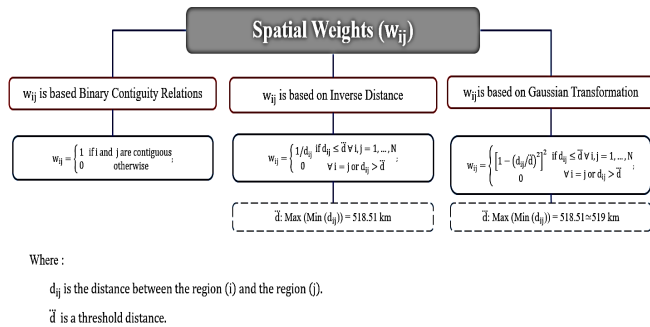 Spatial Weights (wij)
wij is based Binary Contiguity Relations
wij is based on Inverse Distance
wij is based on Gaussian Transformation
wij = { 1 if i and j are contiguous
0 otherwise ;
wij = { 1/dij if dij ≤ d̈ ∀ i, j = 1, ..., N
0 ∀ i = j or dij > d̈ ;
wij = { [1 − (dij/d̈)²]² if dij ≤ d̈ ∀ i, j = 1, ..., N
0 ∀ i = j or dij > d̈ ;
d̈: Max (Min (dij)) = 518.51 km
d̈: Max (Min (dij)) = 518.51≃519 km
Where :
dij is the distance between the region (i) and the region (j).
d̈ is a threshold distance.